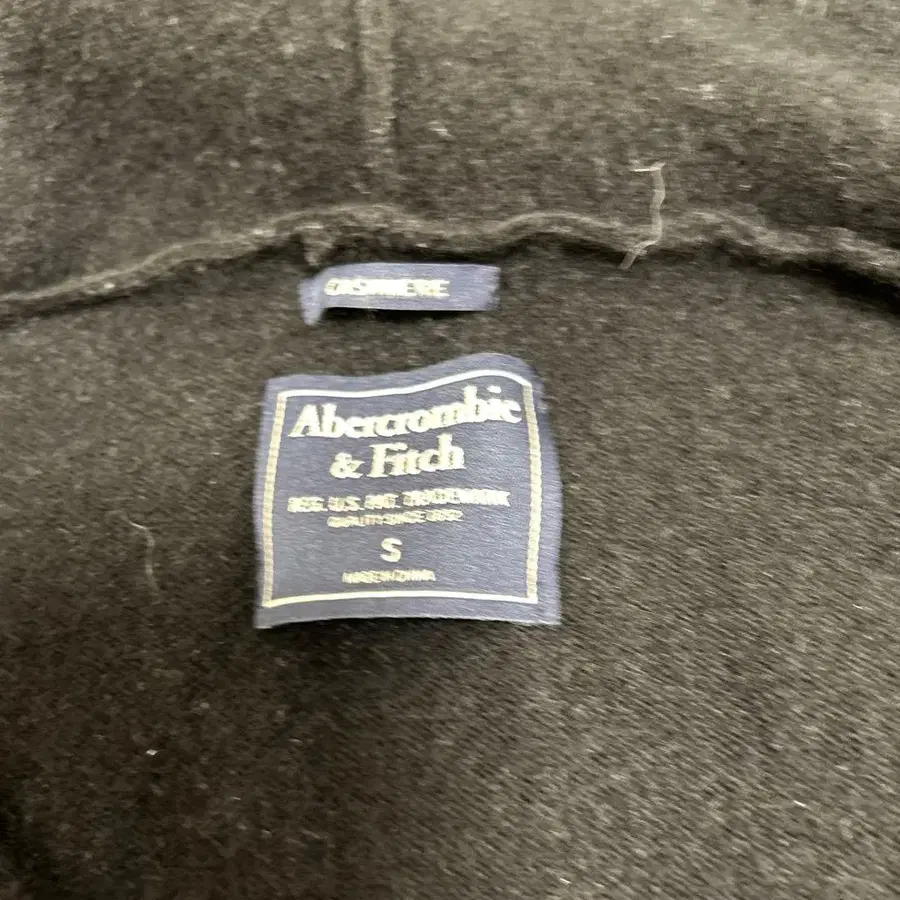 CASHMERE
Abercrombie
& Fitch
REG. U.S. PAT. TRADEMARK
QUALITY SINCE 1892
S
MADE IN CHINA